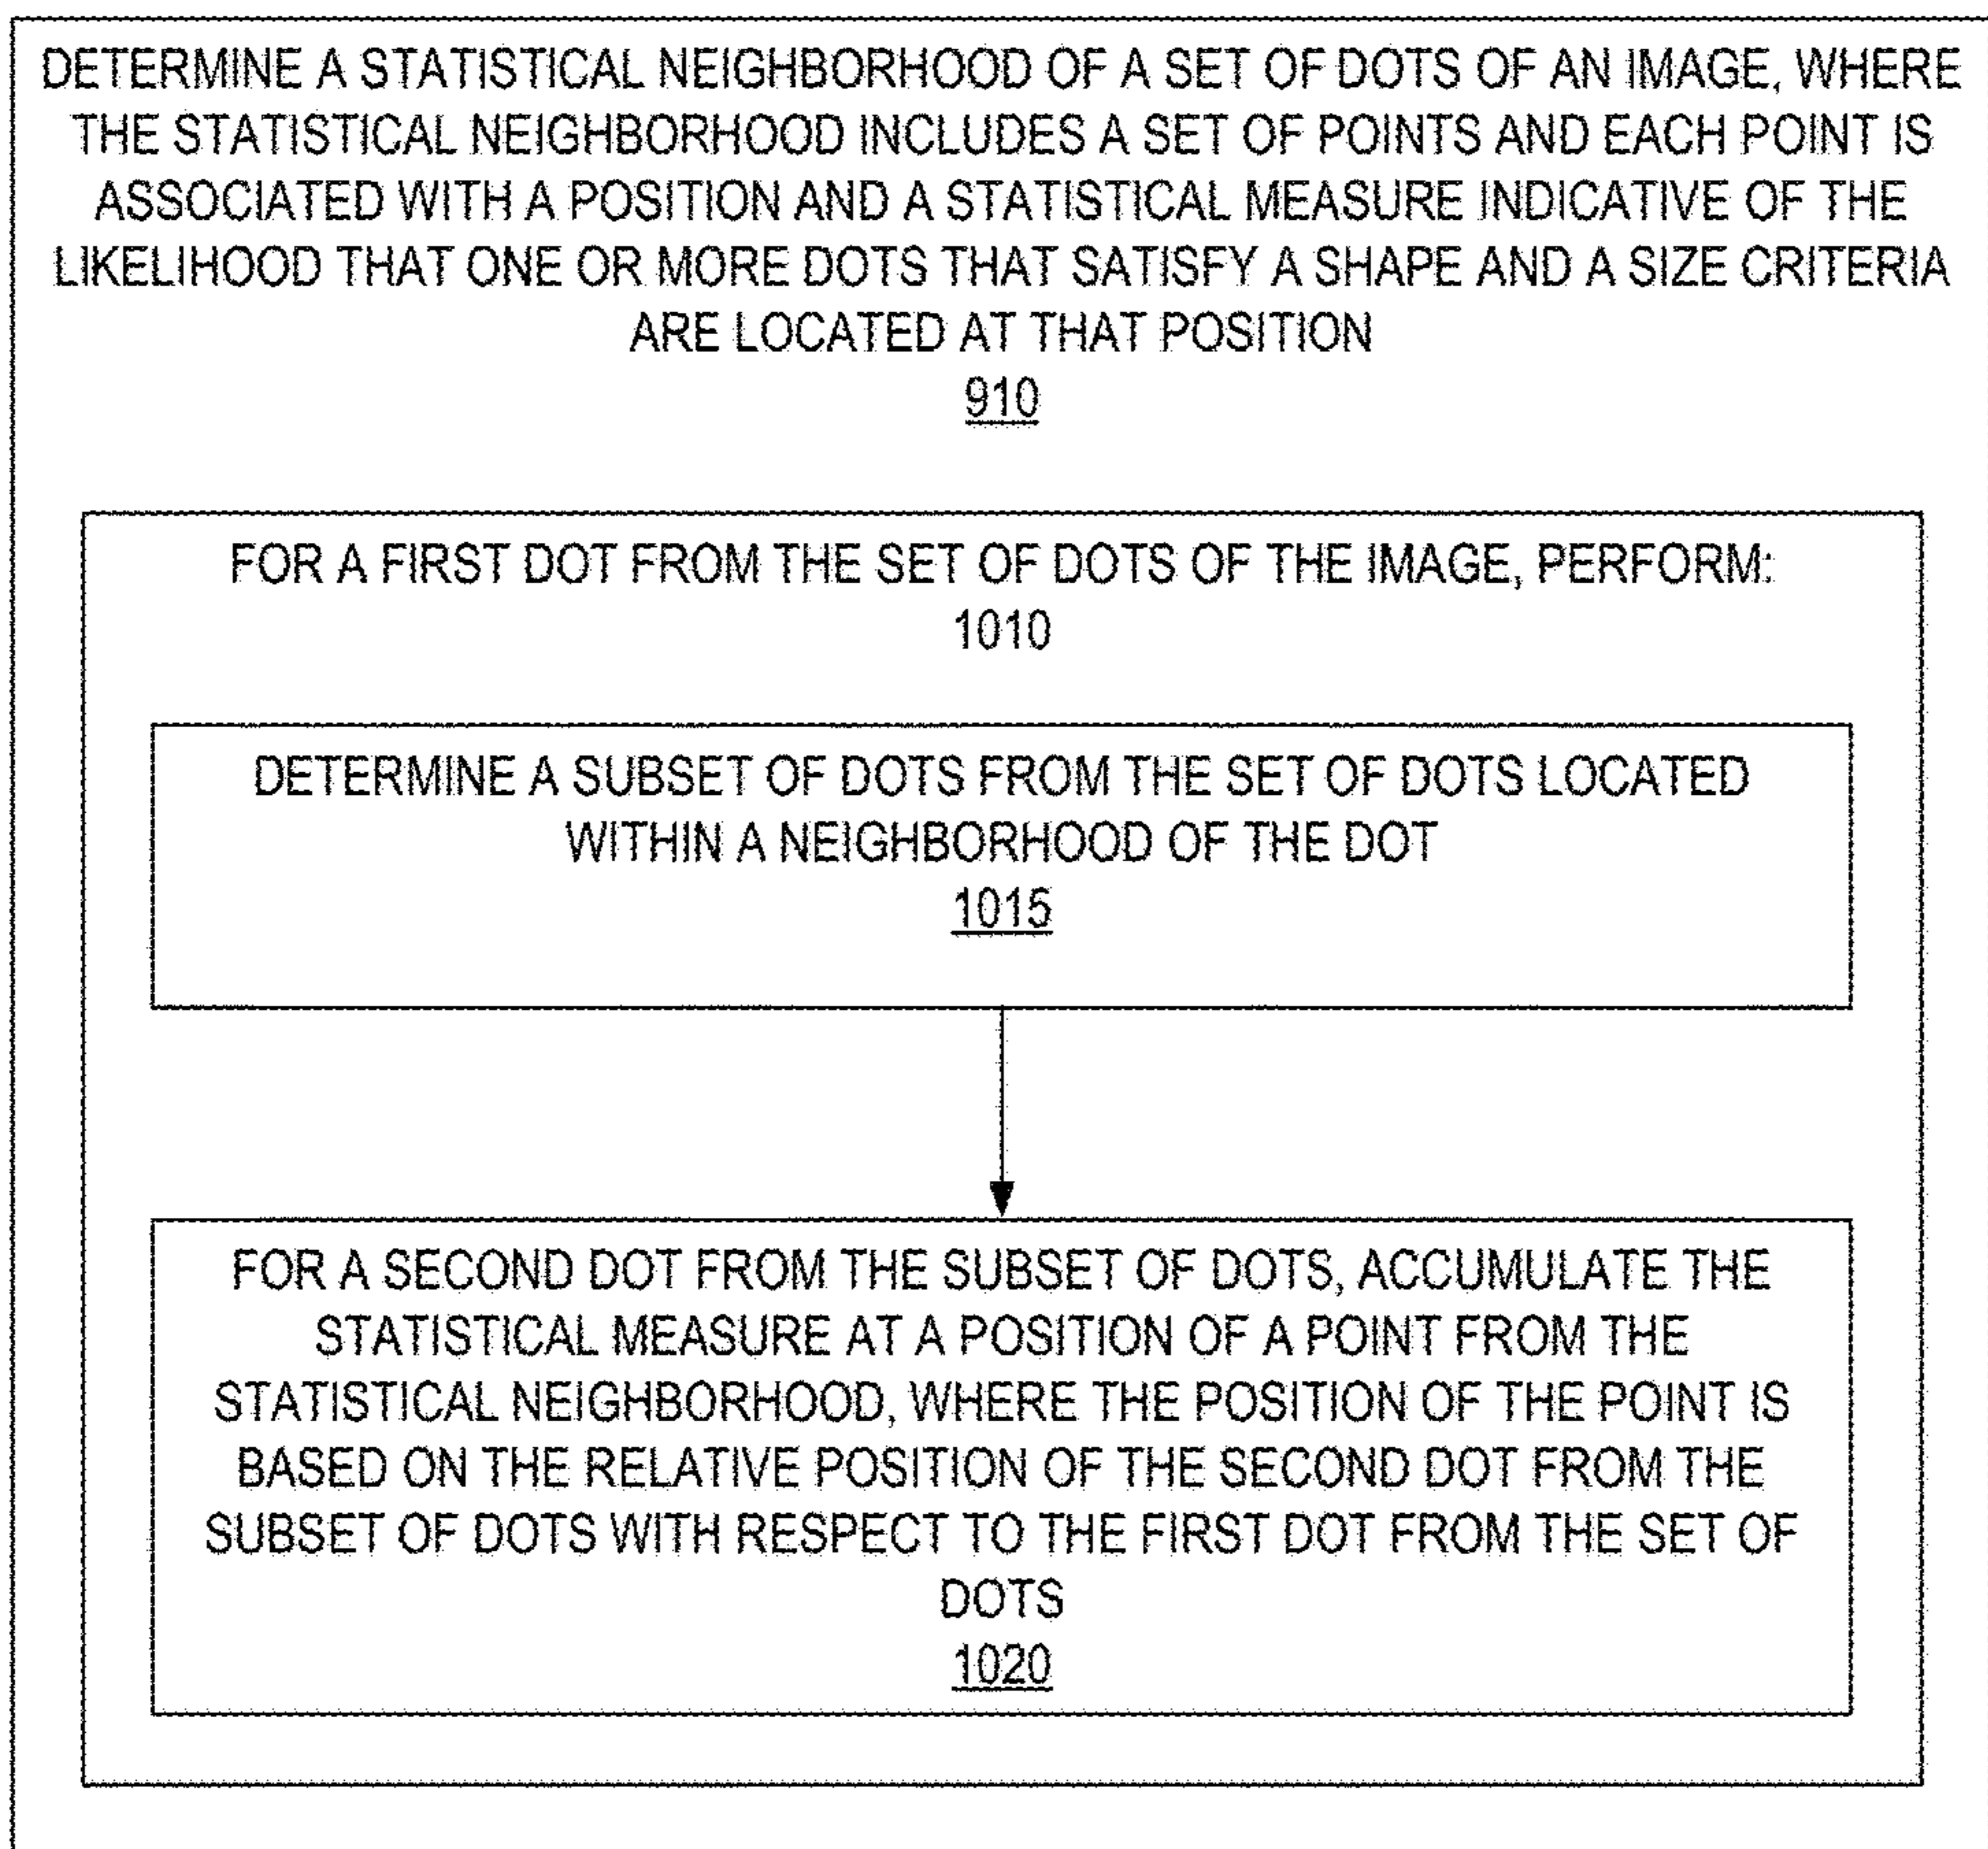 DETERMINE A STATISTICAL NEIGHBORHOOD OF A SET OF DOTS OF AN IMAGE, WHERE
THE STATISTICAL NEIGHBORHOOD INCLUDES A SET OF POINTS AND EACH POINT IS
ASSOCIATED WITH A POSITION AND A STATISTICAL MEASURE INDICATIVE OF THE
LIKELIHOOD THAT ONE OR MORE DOTS THAT SATISFY A SHAPE AND A SIZE CRITERIA
ARE LOCATED AT THAT POSITION
910
FOR A FIRST DOT FROM THE SET OF DOTS OF THE IMAGE, PERFORM:
1010
DETERMINE A SUBSET OF DOTS FROM THE SET OF DOTS LOCATED
WITHIN A NEIGHBORHOOD OF THE DOT
1015
FOR A SECOND DOT FROM THE SUBSET OF DOTS, ACCUMULATE THE
STATISTICAL MEASURE AT A POSITION OF A POINT FROM THE
STATISTICAL NEIGHBORHOOD, WHERE THE POSITION OF THE POINT IS
BASED ON THE RELATIVE POSITION OF THE SECOND DOT FROM THE
SUBSET OF DOTS WITH RESPECT TO THE FIRST DOT FROM THE SET OF
DOTS
1020